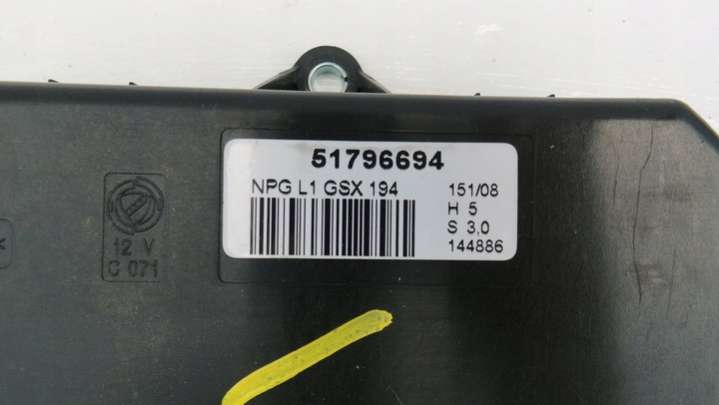 51796694
NPG L1 GSX 194
151/08
H 5
S 3,0
144886
12 V
C 071